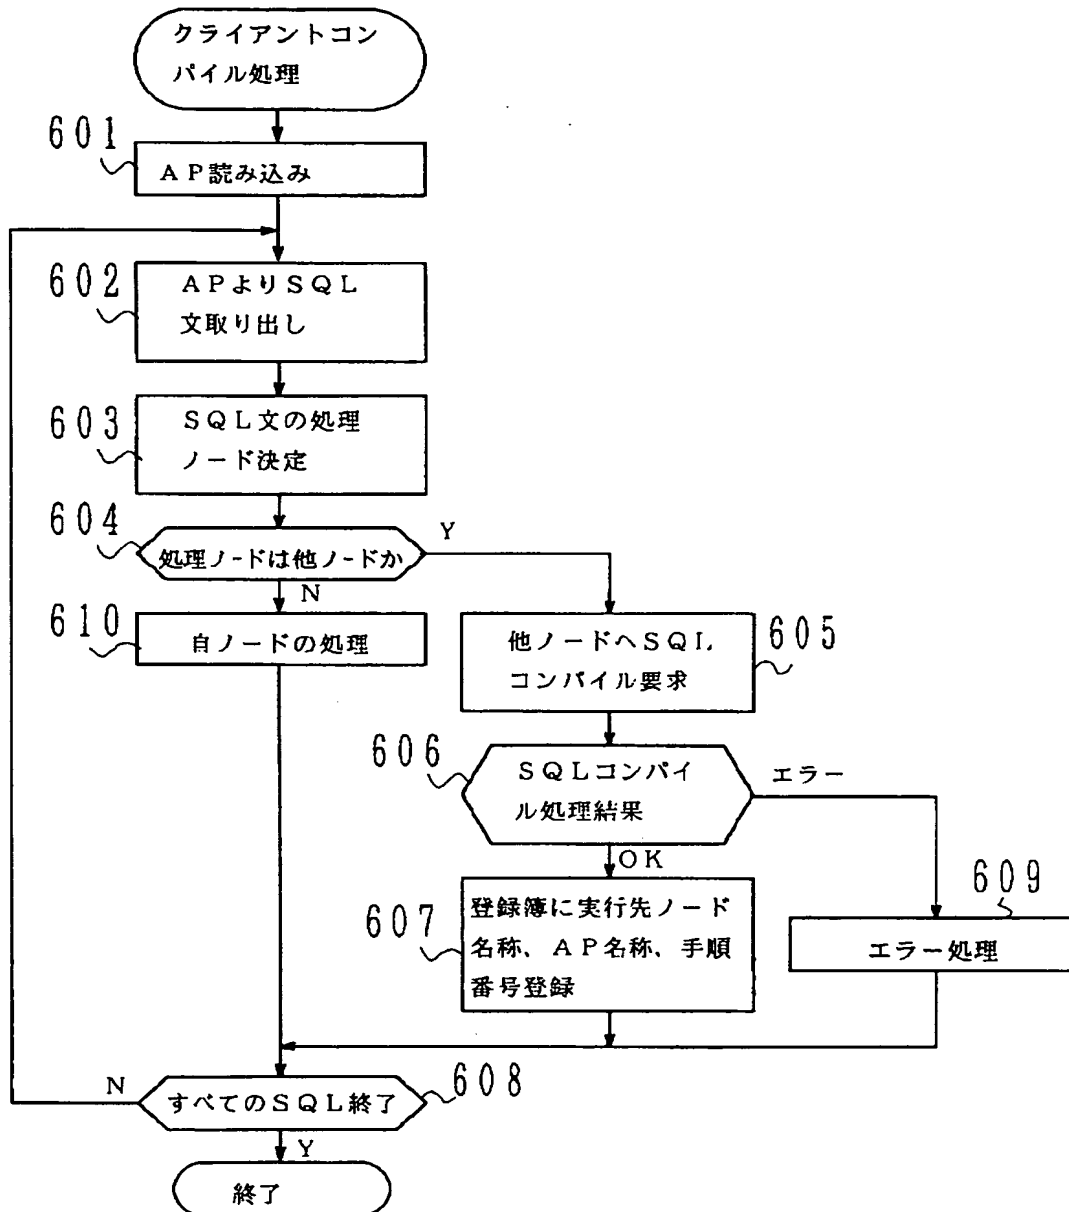 クライアントコン
パイル処理
601
AP読み込み
602
APよりSQL
文取り出し
603
SQL文の処理
ノード決定
604
処理ノードは他ノードか
Y
N
610
自ノードの処理
他ノードへSQL
コンパイル要求
605
606
SQLコンパイ
ル処理結果
エラー
OK
607
登録簿に実行先ノード
名称、AP名称、手順
番号登録
609
エラー処理
N
すべてのSQL終了
608
Y
終了